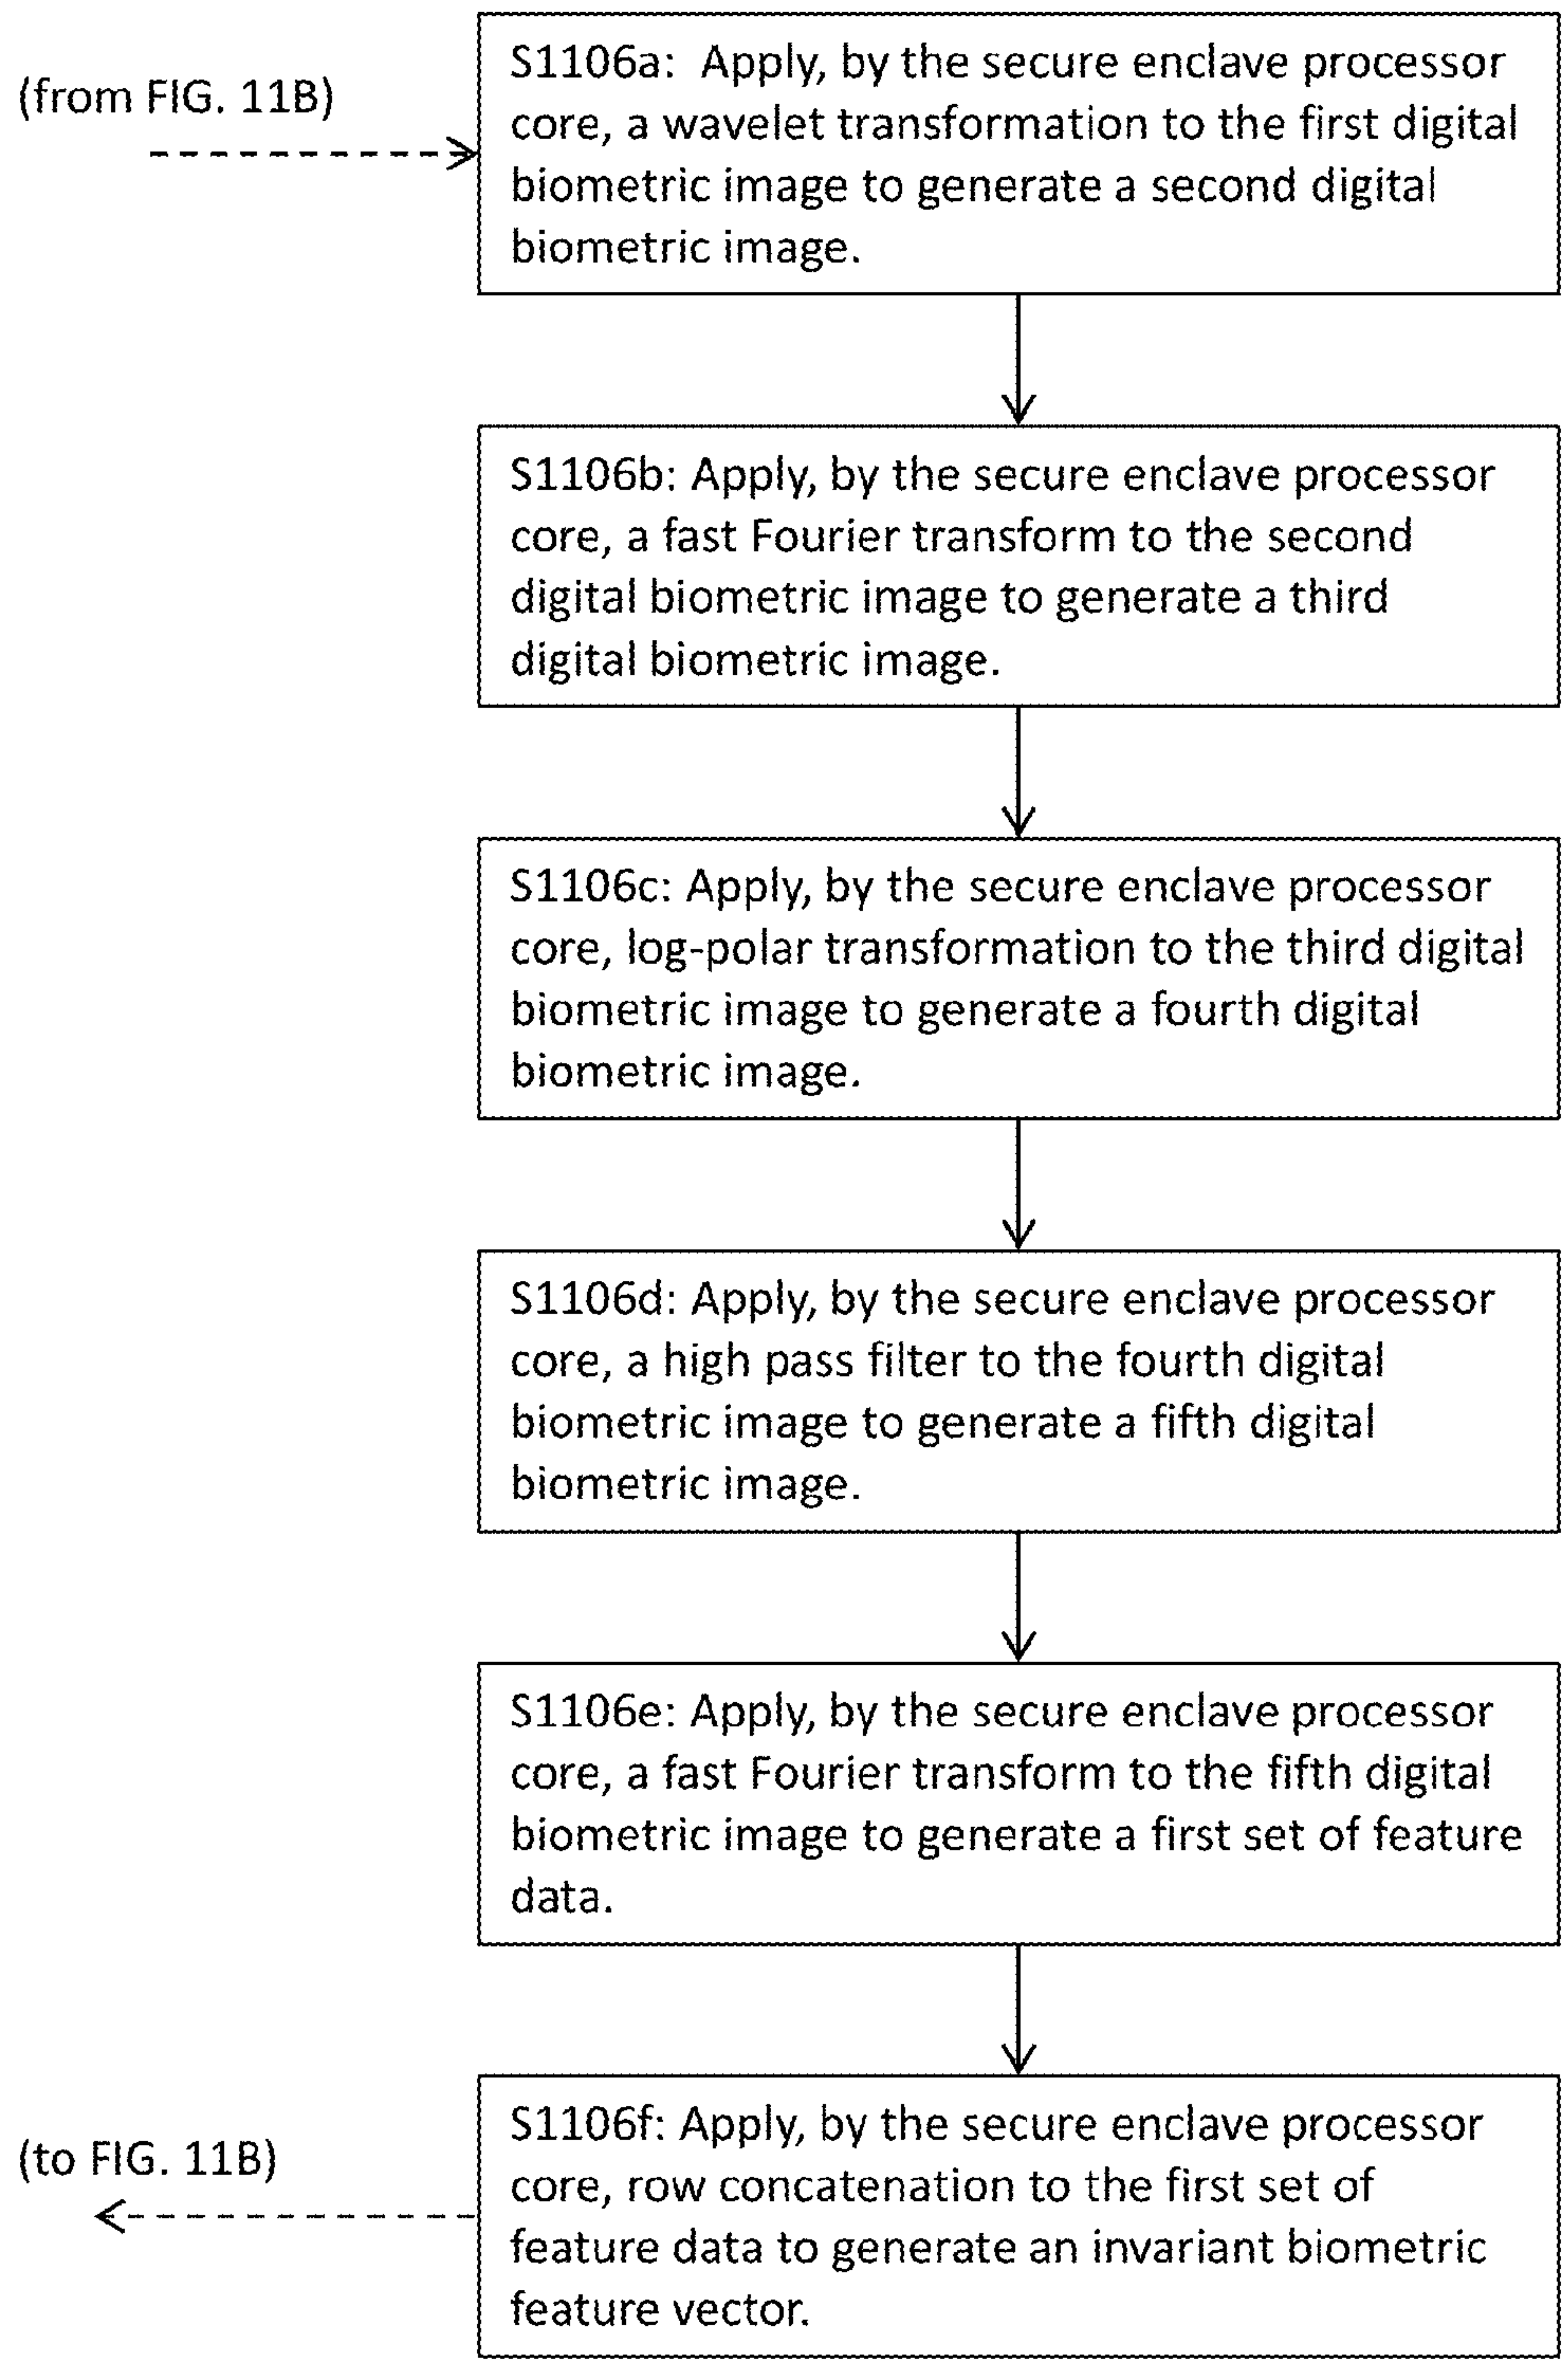 (from FIG. 11B)
S1106a:  Apply, by the secure enclave processor
core, a wavelet transformation to the first digital
biometric image to generate a second digital
biometric image.
S1106b: Apply, by the secure enclave processor
core, a fast Fourier transform to the second
digital biometric image to generate a third
digital biometric image.
S1106c: Apply, by the secure enclave processor
core, log-polar transformation to the third digital
biometric image to generate a fourth digital
biometric image.
S1106d: Apply, by the secure enclave processor
core, a high pass filter to the fourth digital
biometric image to generate a fifth digital
biometric image.
S1106e: Apply, by the secure enclave processor
core, a fast Fourier transform to the fifth digital
biometric image to generate a first set of feature
data.
S1106f: Apply, by the secure enclave processor
core, row concatenation to the first set of
feature data to generate an invariant biometric
feature vector.
(to FIG. 11B)